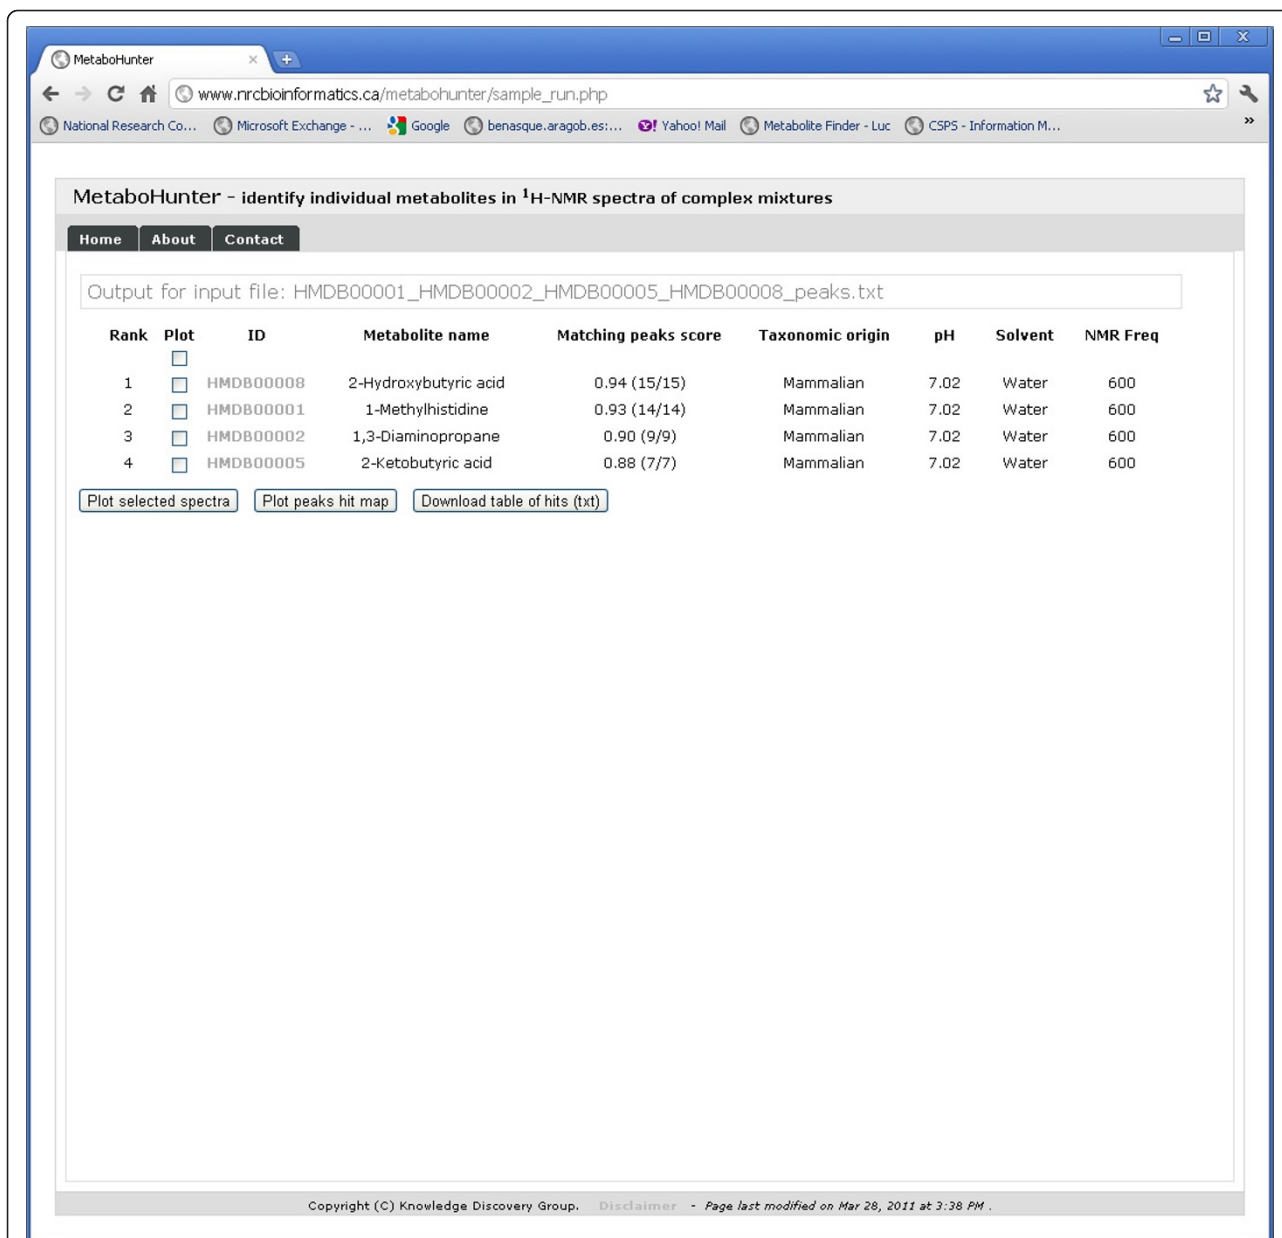 MetaboHunter
www.nrcbioinformatics.ca/metabohunter/sample_run.php
National Research Co... Microsoft Exchange - ... Google benasque.aragob.es:... Yahoo! Mail Metabolite Finder - Luc CSPS - Information M... »
MetaboHunter - identify individual metabolites in ¹H-NMR spectra of complex mixtures
Home About Contact
Output for input file: HMDB00001_HMDB00002_HMDB00005_HMDB00008_peaks.txt
Rank Plot ID Metabolite name Matching peaks score Taxonomic origin pH Solvent NMR Freq
1 HMDB00008 2-Hydroxybutyric acid 0.94 (15/15) Mammalian 7.02 Water 600
2 HMDB00001 1-Methylhistidine 0.93 (14/14) Mammalian 7.02 Water 600
3 HMDB00002 1,3-Diaminopropane 0.90 (9/9) Mammalian 7.02 Water 600
4 HMDB00005 2-Ketobutyric acid 0.88 (7/7) Mammalian 7.02 Water 600
Plot selected spectra Plot peaks hit map Download table of hits (txt)
Copyright (C) Knowledge Discovery Group. Disclaimer - Page last modified on Mar 28, 2011 at 3:38 PM .